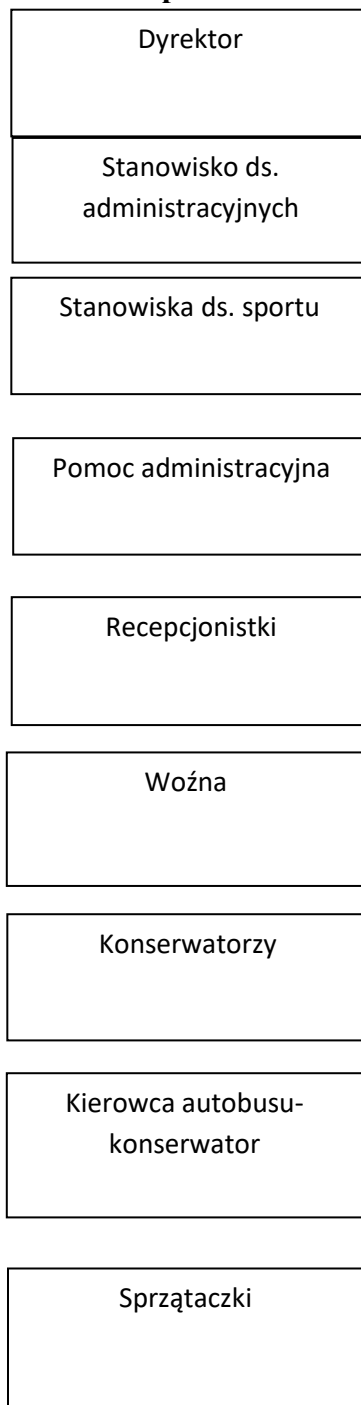 Dyrektor
Stanowisko ds.
administracyjnych
Stanowiska ds. sportu
Pomoc administracyjna
Recepcjonistki
Woźna
Konserwatorzy
Kierowca autobusu-
konserwator
Sprzątaczki